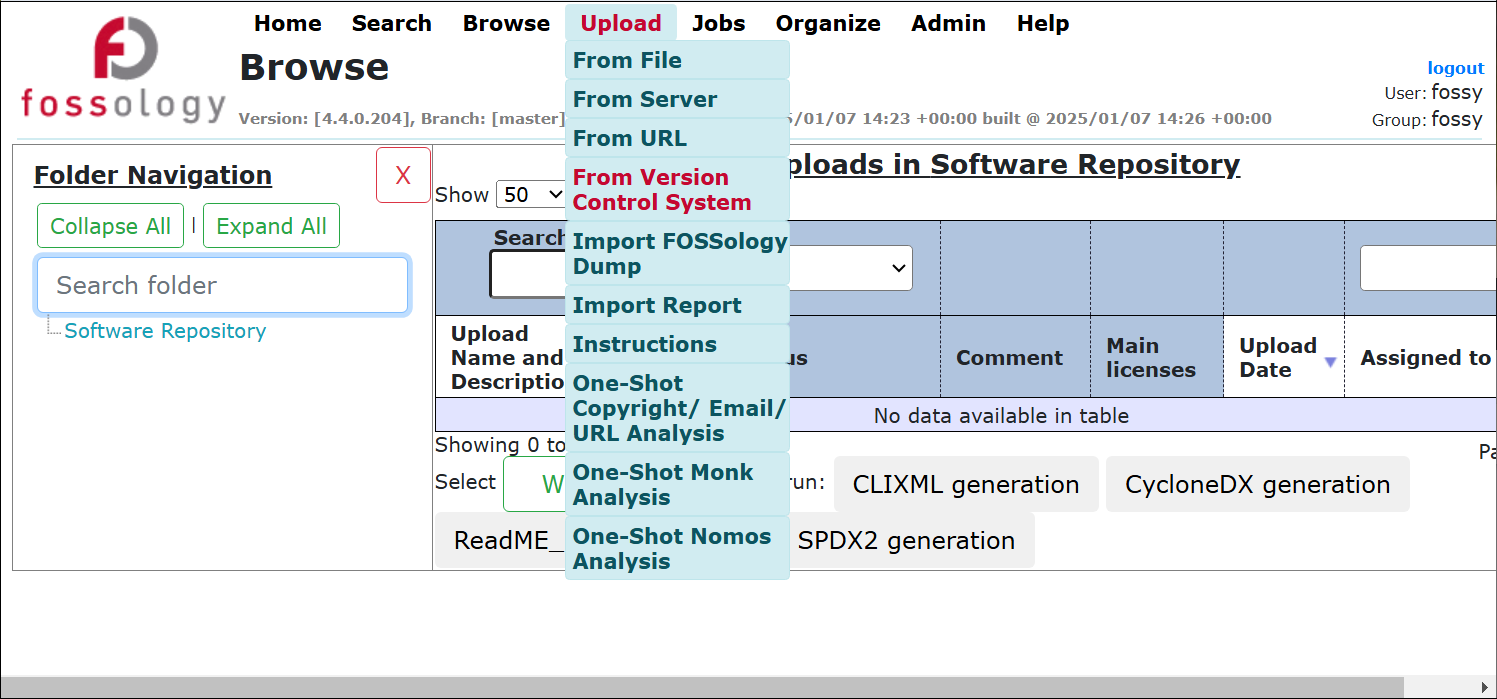 Home Search Browse Upload Jobs Organize Admin Help
fossology
Browse
Version: [4.4.0.204], Branch: [master] /01/07 14:23 +00:00 built @ 2025/01/07 14:26 +00:00
logout
User: fossy
Group: fossy
From File
From Server
From URL
From Version
Control System
Import FOSSology
Dump
Import Report
Instructions
One-Shot
Copyright/ Email/
URL Analysis
One-Shot Monk
Analysis
One-Shot Nomos
Analysis
Folder Navigation
X
Collapse All | Expand All
Search folder
Software Repository
ploads in Software Repository
Show 50
Search
Upload
Name and
Descriptio
us
Comment
Main
licenses
Upload
Date
Assigned to
No data available in table
Showing 0 to
Pa
Select W run: CLIXML generation CycloneDX generation
ReadME_ SPDX2 generation